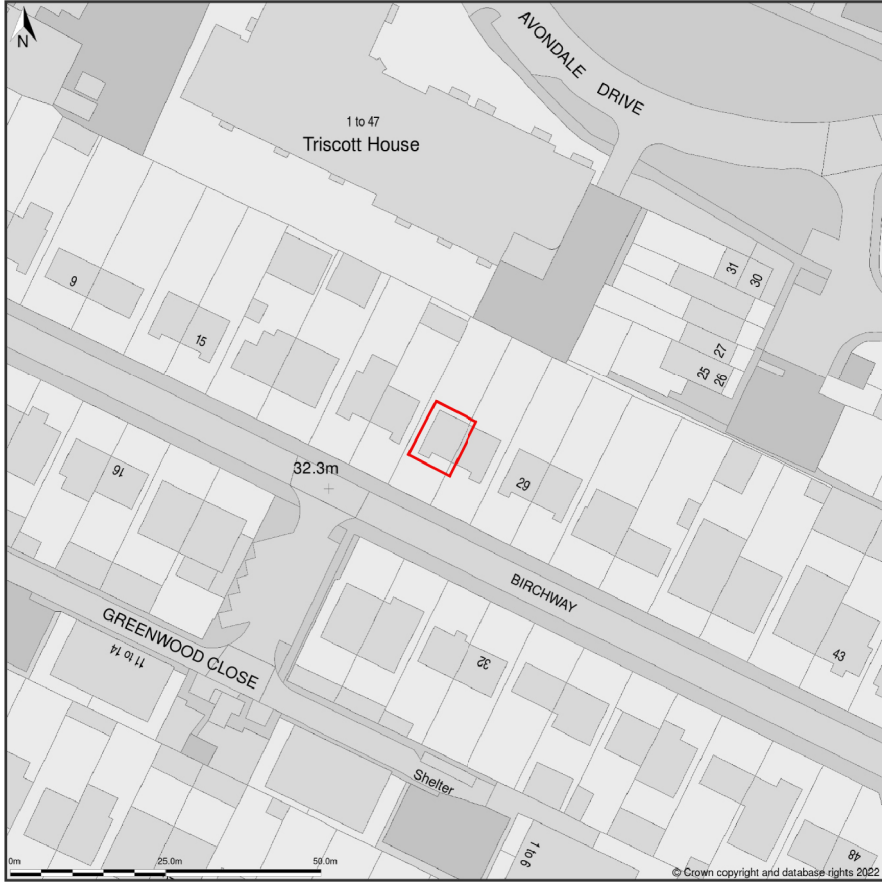 N
AVONDALE DRIVE
1 to 47
Triscott House
31
30
9
15
27
25
26
32.3m
16
29
BIRCHWAY
GREENWOOD CLOSE
11 to 14
32
43
Shelter
1 to 6
48
0m 25.0m 50.0m
© Crown copyright and database rights 2022